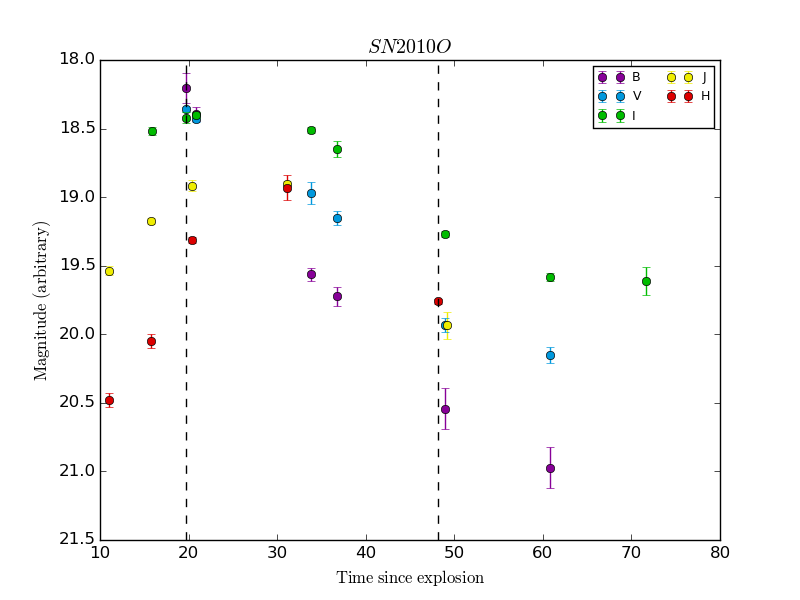 SN2010O
B J
V H
I
Magnitude (arbitrary)
18.0
18.5
19.0
19.5
20.0
20.5
21.0
21.5
10 20 30 40 50 60 70 80
Time since explosion